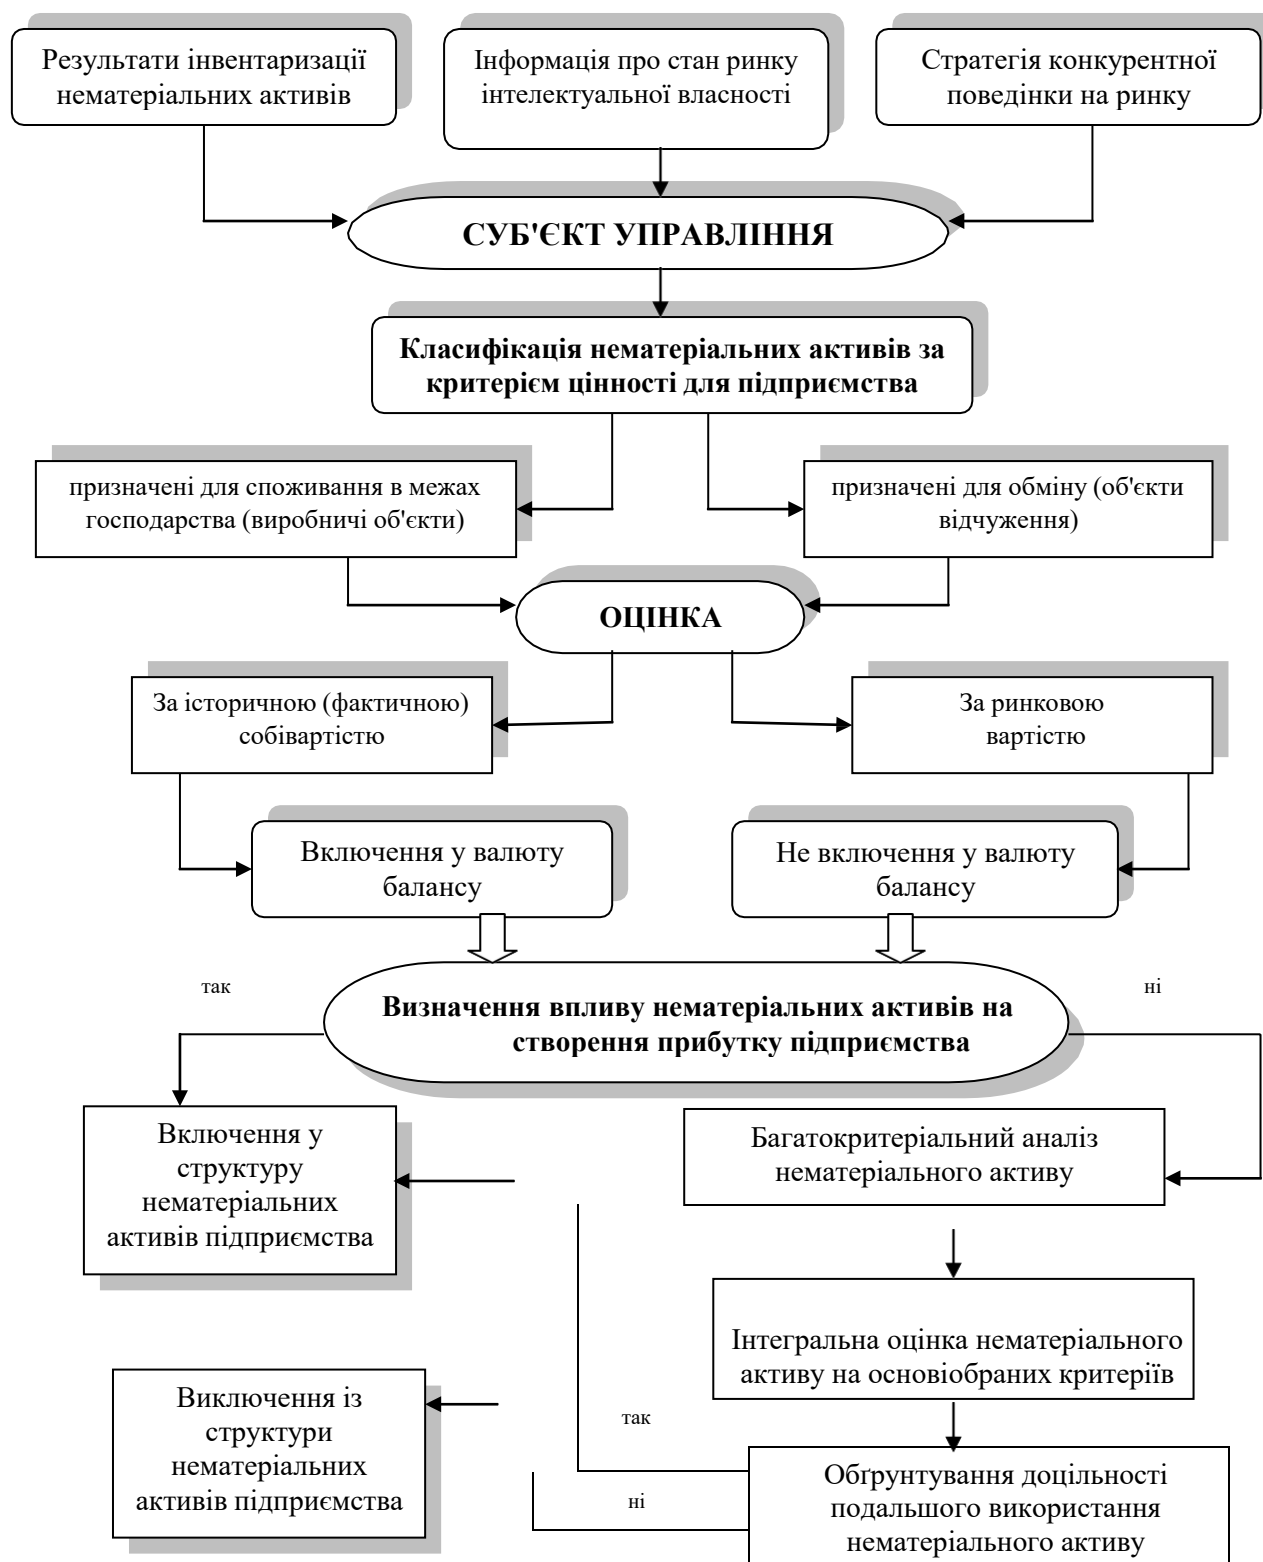 Результати інвентаризації
нематеріальних активів
Інформація про стан ринку
інтелектуальної власності
Стратегія конкурентної
поведінки на ринку
СУБ'ЄКТ УПРАВЛІННЯ
Класифікація нематеріальних активів за
критерієм цінності для підприємства
призначені для споживання в межах
господарства (виробничі об'єкти)
призначені для обміну (об'єкти
відчуження)
ОЦІНКА
За історичною (фактичною)
собівартістю
За ринковою
вартістю
Включення у валюту
балансу
Не включення у валюту
балансу
так
ні
Визначення впливу нематеріальних активів на
створення прибутку підприємства
Включення у
структуру
нематеріальних
активів підприємства
Багатокритеріальний аналіз
нематеріального активу
Інтегральна оцінка нематеріального
активу на основіобраних критеріїв
Виключення із
структури
нематеріальних
активів підприємства
так
ні
Обґрунтування доцільності
подальшого використання
нематеріального активу